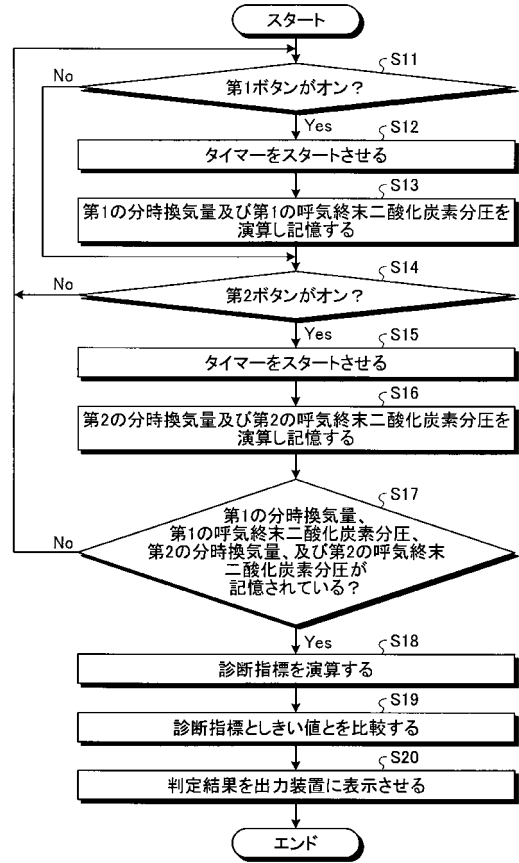 スタート
S11
No
第1ボタンがオン?
Yes
S12
タイマーをスタートさせる
S13
第1の分時換気量及び第1の呼気終末二酸化炭素分圧を
演算し記憶する
S14
No
第2ボタンがオン?
Yes
S15
タイマーをスタートさせる
S16
第2の分時換気量及び第2の呼気終末二酸化炭素分圧を
演算し記憶する
S17
第1の分時換気量、
第1の呼気終末二酸化炭素分圧、
No
第2の分時換気量、及び第2の呼気終末
二酸化炭素分圧が
記憶されている?
Yes
S18
診断指標を演算する
S19
診断指標としきい値とを比較する
S20
判定結果を出力装置に表示させる
エンド